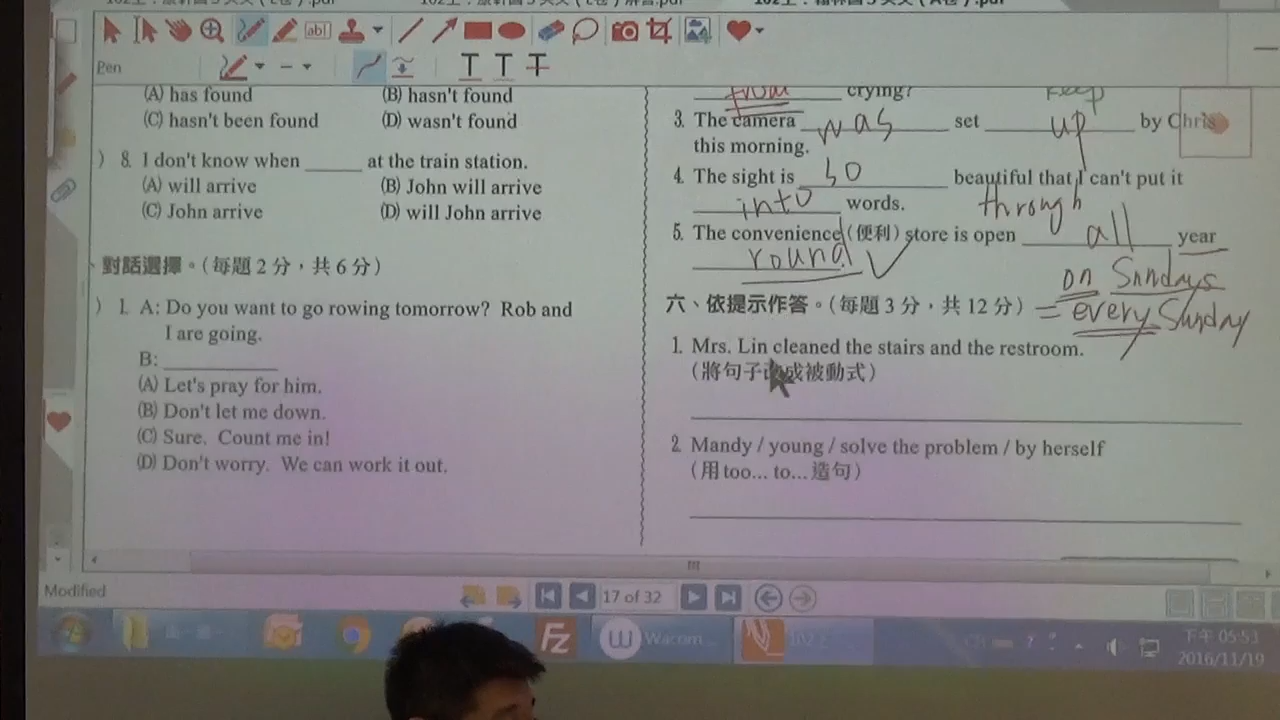 Pen
(A) has found (B) hasn't found
(C) hasn't been found (D) wasn't found
) 8. I don't know when ______ at the train station.
(A) will arrive (B) John will arrive
(C) John arrive (D) will John arrive
對話選擇。(每題 2 分，共 6 分)
) 1. A: Do you want to go rowing tomorrow? Rob and
I are going.
B: ____________
(A) Let's pray for him.
(B) Don't let me down.
(C) Sure. Count me in!
(D) Don't worry. We can work it out.
from crying? keep
3. The camera was set up by Chris
this morning.
4. The sight is so beautiful that I can't put it
into words.
through
5. The convenience (便利) store is open all year
round
on Sundays
= every Sunday
六、依提示作答。(每題 3 分，共 12 分)
1. Mrs. Lin cleaned the stairs and the restroom.
(將句子改成被動式)
2. Mandy / young / solve the problem / by herself
(用 too... to... 造句)
Modified
17 of 32
Wacom...
下午 05:53
2016/11/19